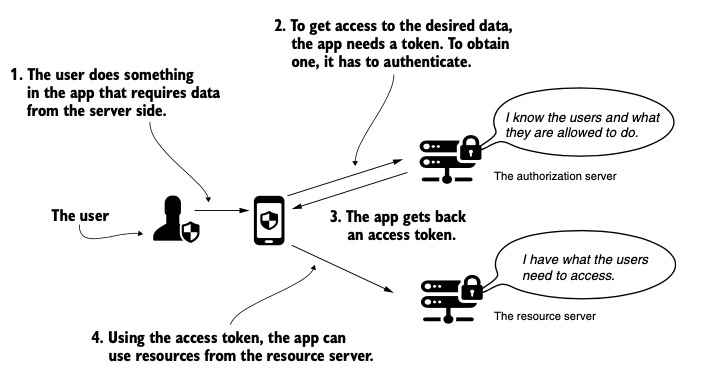 2. To get access to the desired data,
the app needs a token. To obtain
one, it has to authenticate.
1. The user does something
in the app that requires data
from the server side.
I know the users and what
they are allowed to do.
The authorization server
The user
3. The app gets back
an access token.
I have what the users
need to access.
The resource server
4. Using the access token, the app can
use resources from the resource server.